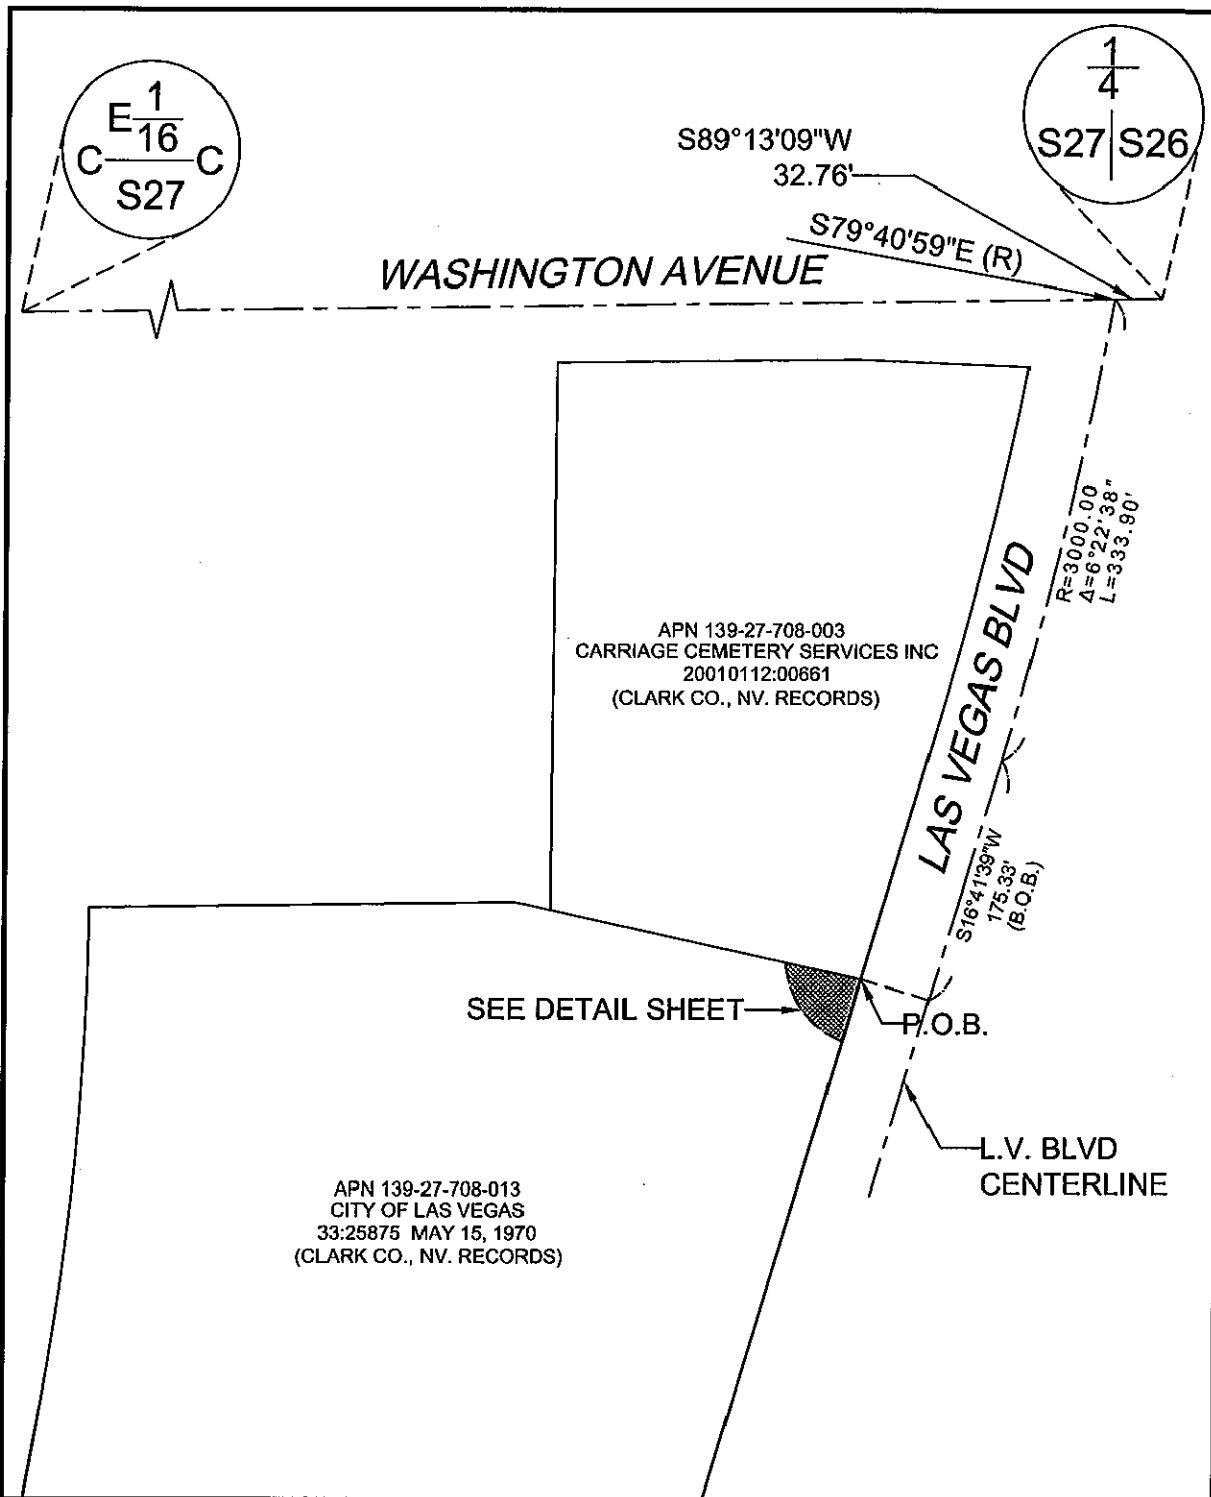 E 1/16
C C
S27
1/4
S27 S26
S89°13'09"W
32.76'
S79°40'59"E (R)
WASHINGTON AVENUE
R=3000.00
Δ=6°22'38"
L=333.90'
APN 139-27-708-003
CARRIAGE CEMETERY SERVICES INC
20010112:00661
(CLARK CO., NV. RECORDS)
LAS VEGAS BLVD
S16°41'39"W
175.33'
(B.O.B.)
SEE DETAIL SHEET
P.O.B.
L.V. BLVD
CENTERLINE
APN 139-27-708-013
CITY OF LAS VEGAS
33:25875 MAY 15, 1970
(CLARK CO., NV. RECORDS)